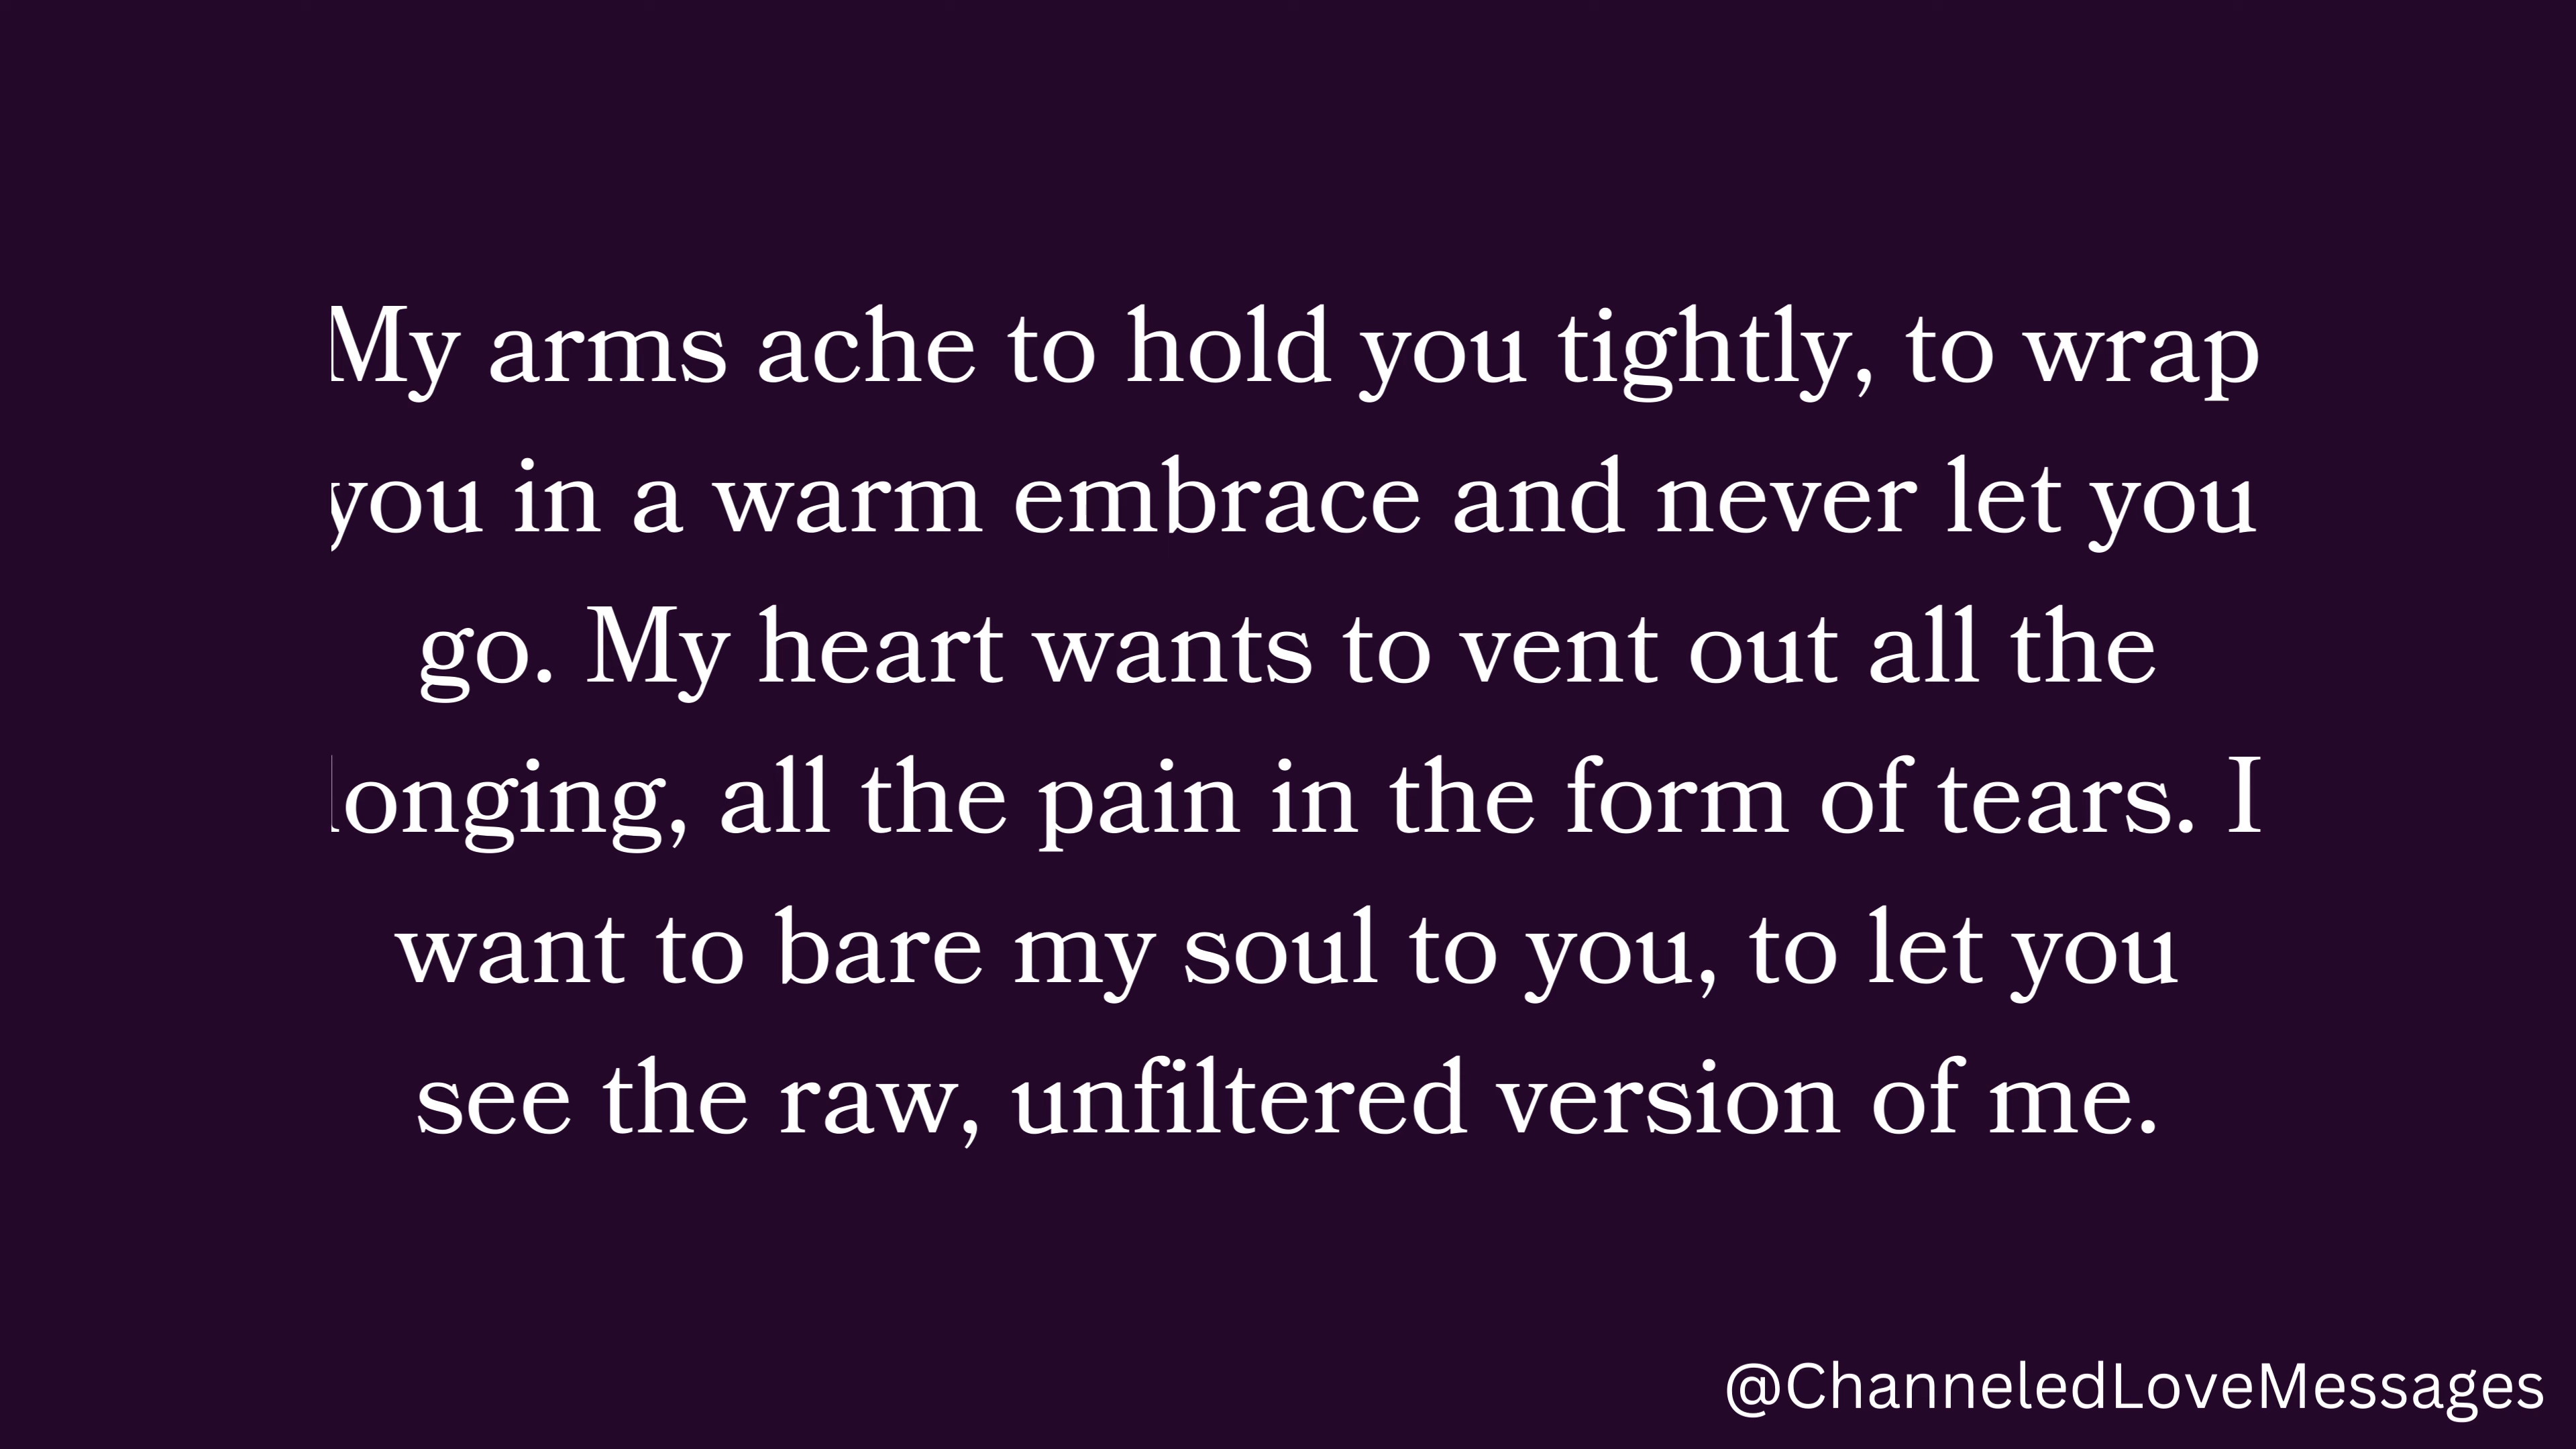 My arms ache to hold you tightly, to wrap
you in a warm embrace and never let you
go. My heart wants to vent out all the
longing, all the pain in the form of tears. I
want to bare my soul to you, to let you
see the raw, unfiltered version of me.
@ChanneledLoveMessages